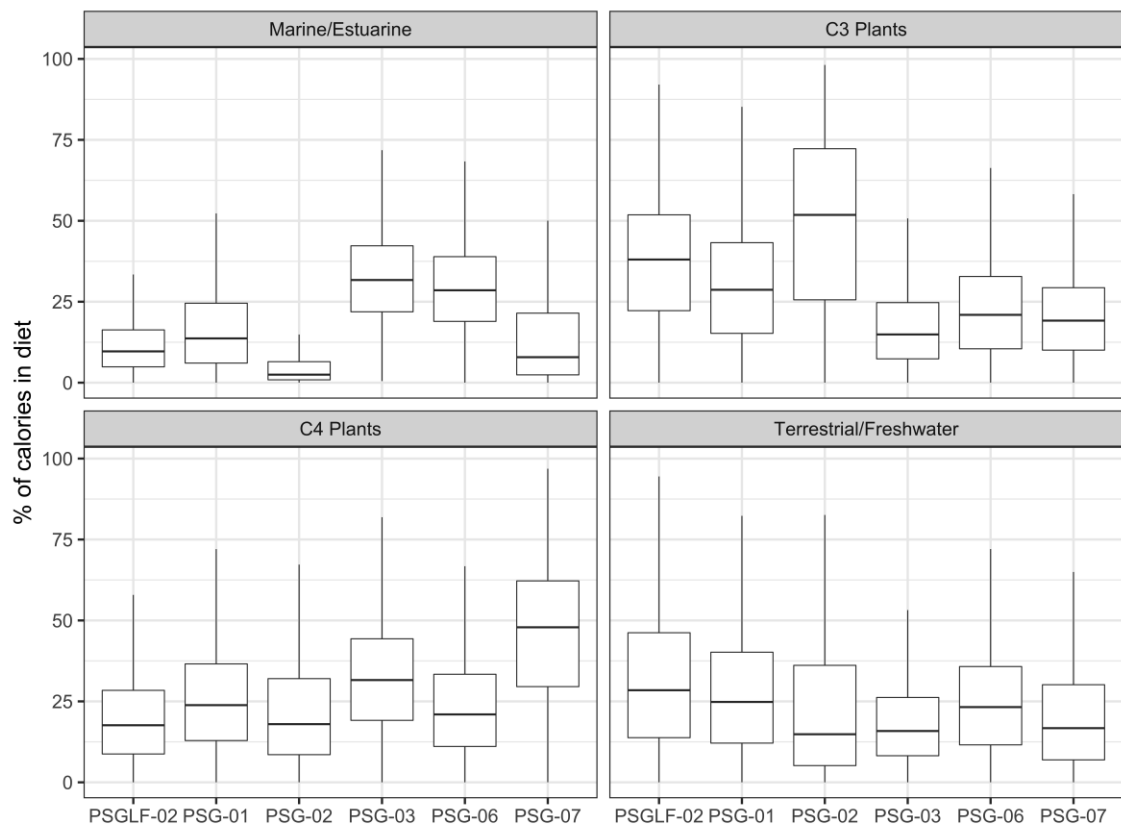 Marine/Estuarine
C3 Plants
100
75
50
25
0
C4 Plants
Terrestrial/Freshwater
100
75
50
25
0
% of calories in diet
PSGLF-02 PSG-01 PSG-02 PSG-03 PSG-06 PSG-07
PSGLF-02 PSG-01 PSG-02 PSG-03 PSG-06 PSG-07